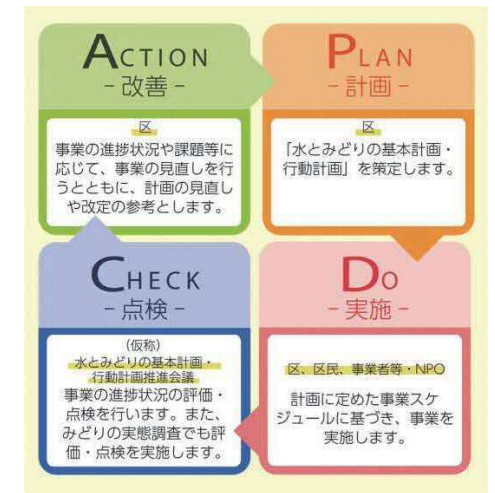 ACTION
- 改善 -
区
事業の進捗状況や課題等に
応じて、事業の見直しを行
うとともに、計画の見直し
や改定の参考とします。
PLAN
- 計画 -
区
「水とみどりの基本計画・
行動計画」を策定します。
CHECK
- 点検 -
(仮称)
水とみどりの基本計画・
行動計画推進会議
事業の進捗状況の評価・
点検を行います。また、
みどりの実態調査でも評
価・点検を実施します。
DO
- 実施 -
区、区民、事業者等・NPO
計画に定めた事業スケ
ジュールに基づき、事業を
実施します。